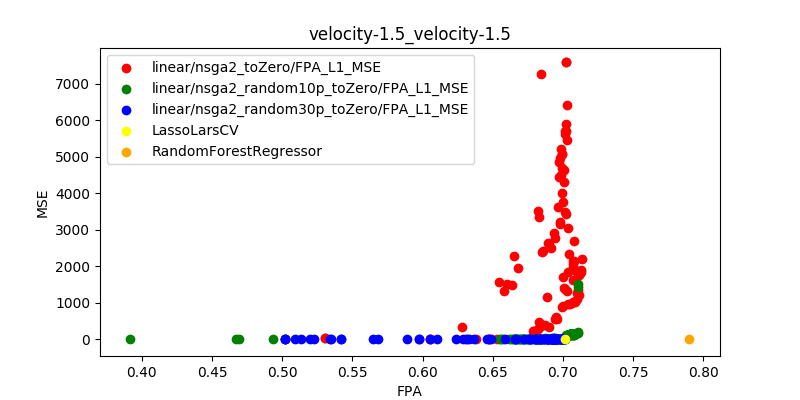 velocity-1.5_velocity-1.5
linear/nsga2_toZero/FPA_L1_MSE
linear/nsga2_random10p_toZero/FPA_L1_MSE
linear/nsga2_random30p_toZero/FPA_L1_MSE
LassoLarsCV
RandomForestRegressor
MSE
7000
6000
5000
4000
3000
2000
1000
0
0.40 0.45 0.50 0.55 0.60 0.65 0.70 0.75 0.80
FPA